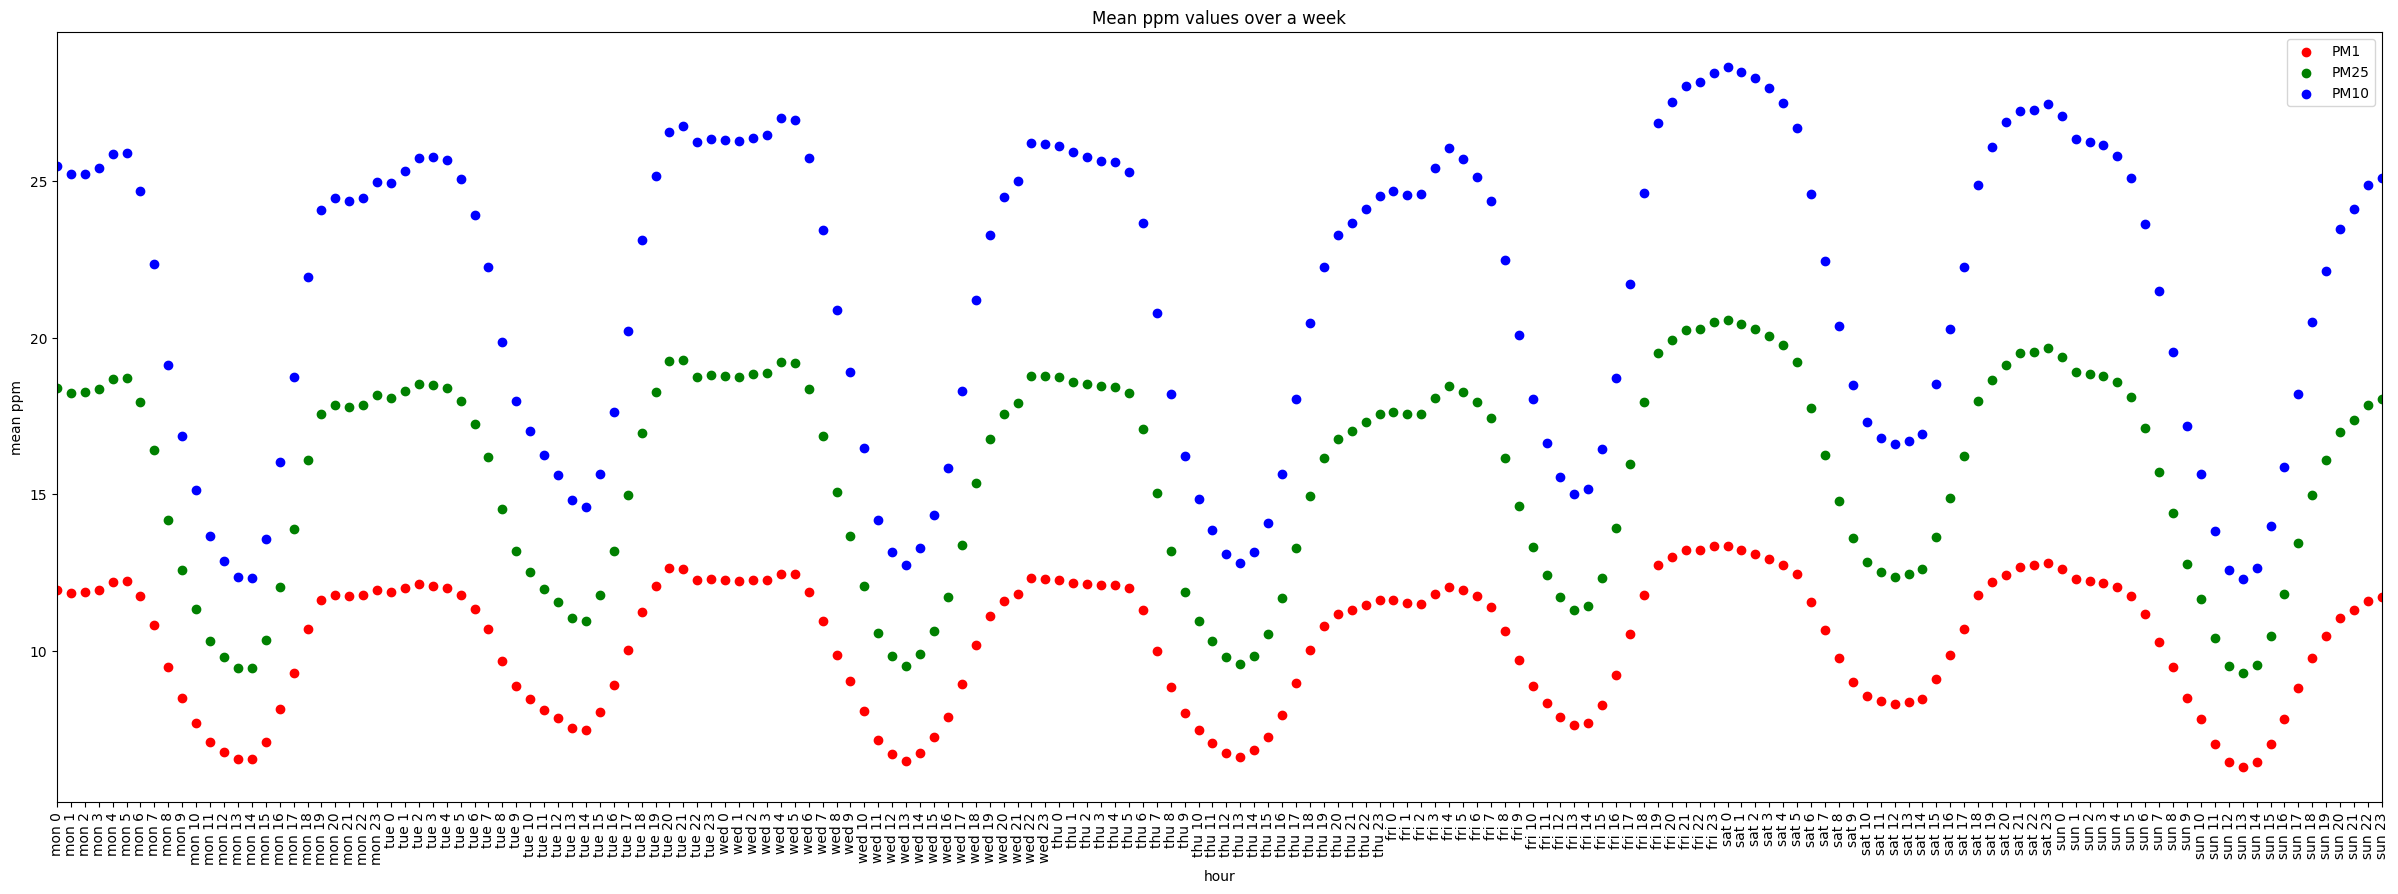 Mean ppm values over a week
PM1
PM25
PM10
mean ppm
25
20
15
10
mon 0
mon 1
mon 2
mon 3
mon 4
mon 5
mon 6
mon 7
mon 8
mon 9
mon 10
mon 11
mon 12
mon 13
mon 14
mon 15
mon 16
mon 17
mon 18
mon 19
mon 20
mon 21
mon 22
mon 23
tue 0
tue 1
tue 2
tue 3
tue 4
tue 5
tue 6
tue 7
tue 8
tue 9
tue 10
tue 11
tue 12
tue 13
tue 14
tue 15
tue 16
tue 17
tue 18
tue 19
tue 20
tue 21
tue 22
tue 23
wed 0
wed 1
wed 2
wed 3
wed 4
wed 5
wed 6
wed 7
wed 8
wed 9
wed 10
wed 11
wed 12
wed 13
wed 14
wed 15
wed 16
wed 17
wed 18
wed 19
wed 20
wed 21
wed 22
wed 23
thu 0
thu 1
thu 2
thu 3
thu 4
thu 5
thu 6
thu 7
thu 8
thu 9
thu 10
thu 11
thu 12
thu 13
thu 14
thu 15
thu 16
thu 17
thu 18
thu 19
thu 20
thu 21
thu 22
thu 23
fri 0
fri 1
fri 2
fri 3
fri 4
fri 5
fri 6
fri 7
fri 8
fri 9
fri 10
fri 11
fri 12
fri 13
fri 14
fri 15
fri 16
fri 17
fri 18
fri 19
fri 20
fri 21
fri 22
fri 23
sat 0
sat 1
sat 2
sat 3
sat 4
sat 5
sat 6
sat 7
sat 8
sat 9
sat 10
sat 11
sat 12
sat 13
sat 14
sat 15
sat 16
sat 17
sat 18
sat 19
sat 20
sat 21
sat 22
sat 23
sun 0
sun 1
sun 2
sun 3
sun 4
sun 5
sun 6
sun 7
sun 8
sun 9
sun 10
sun 11
sun 12
sun 13
sun 14
sun 15
sun 16
sun 17
sun 18
sun 19
sun 20
sun 21
sun 22
sun 23
hour